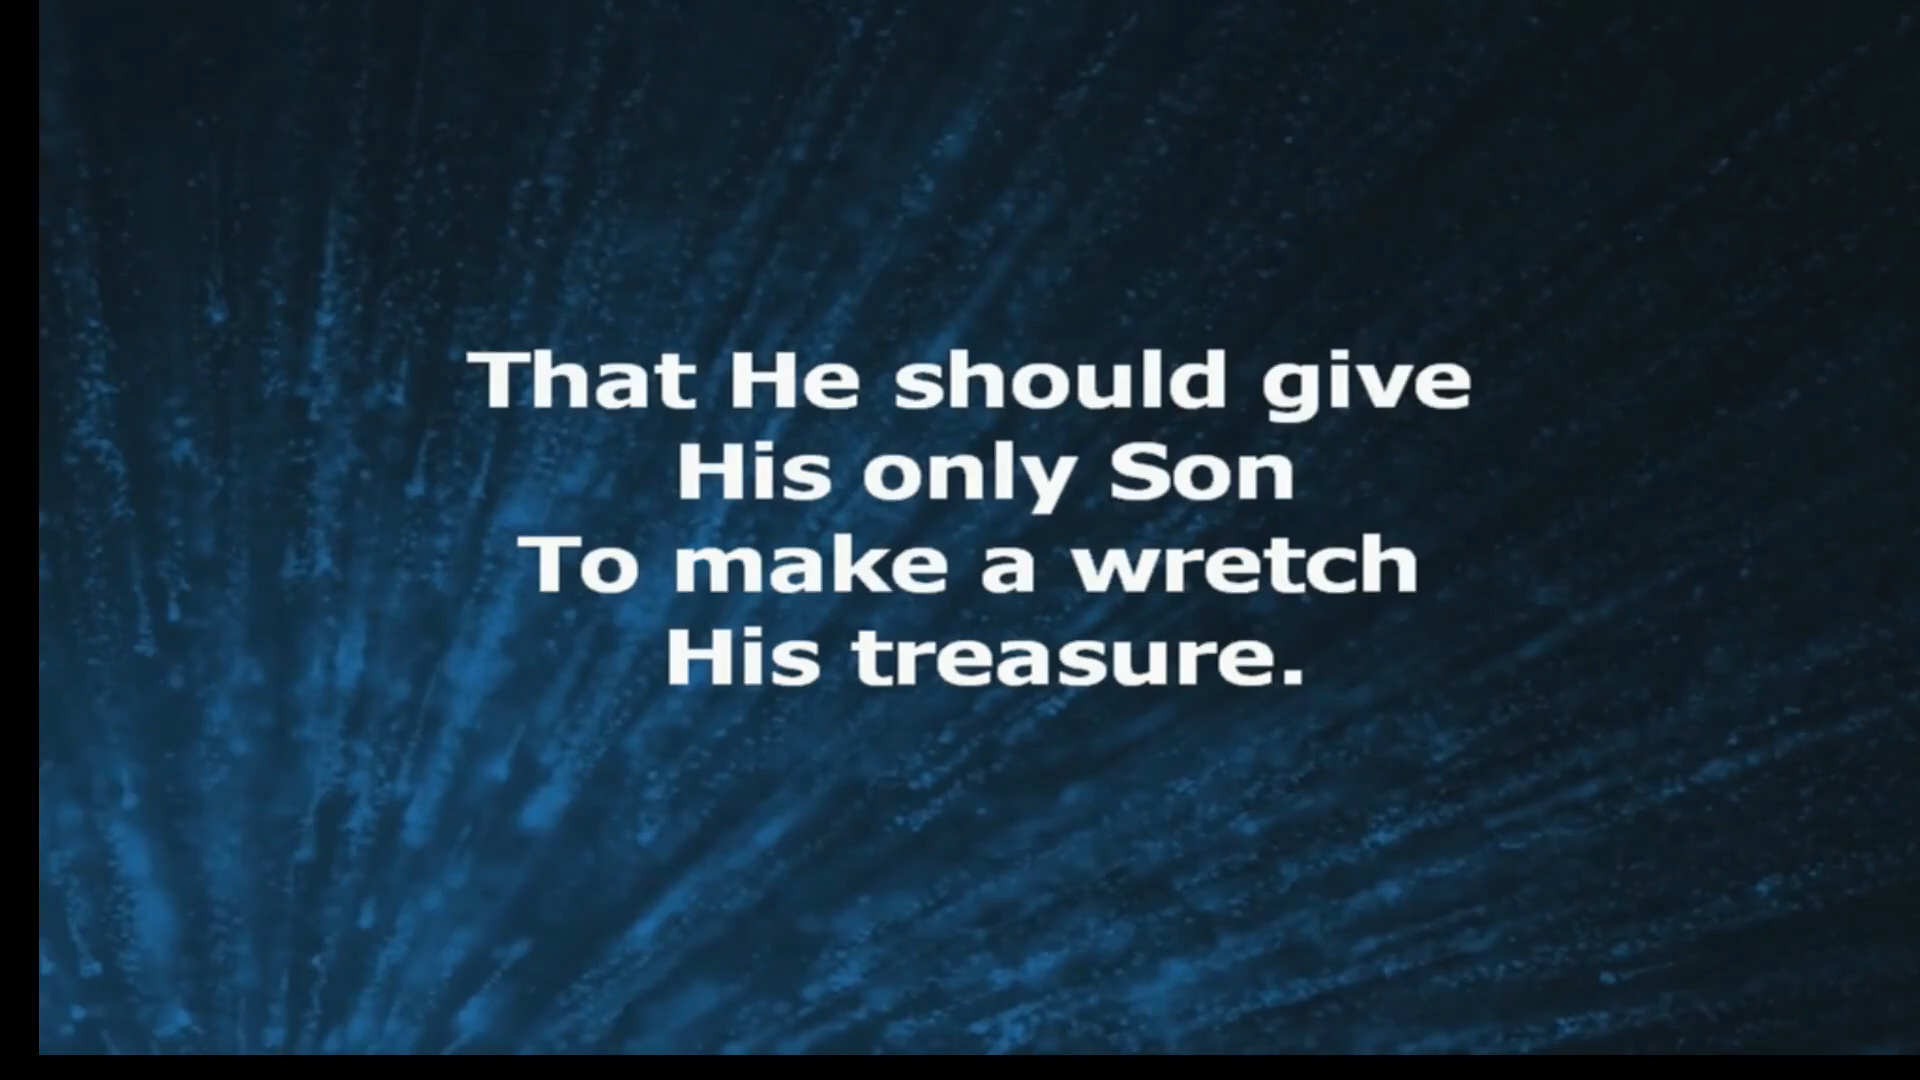 That He should give
His only Son
To make a wretch
His treasure.